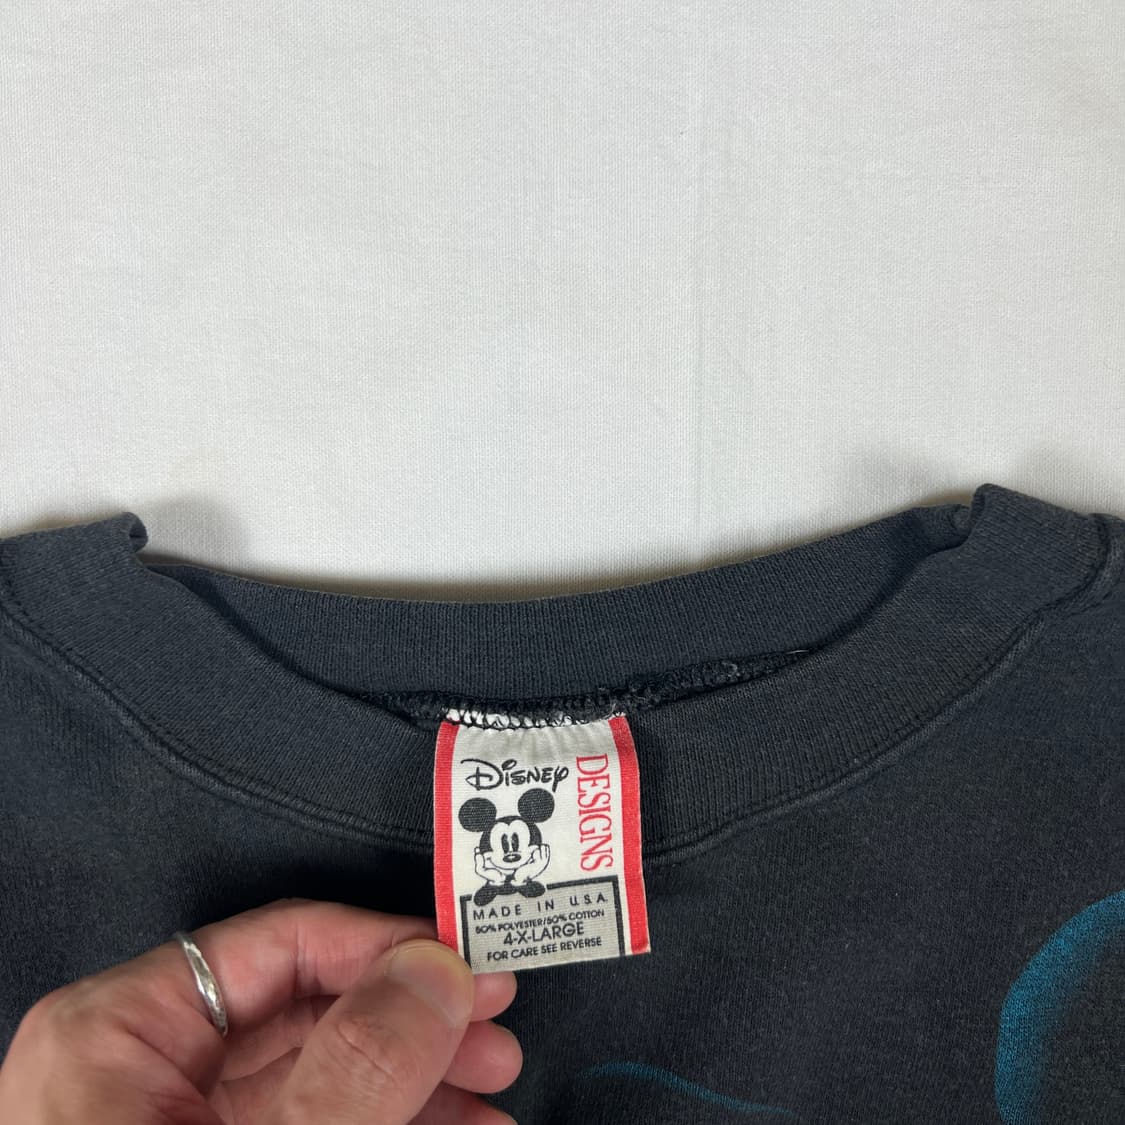 DISNEY
DESIGNS
MADE IN U.S.A.
50% POLYESTER/50% COTTON
4-X-LARGE
FOR CARE SEE REVERSE